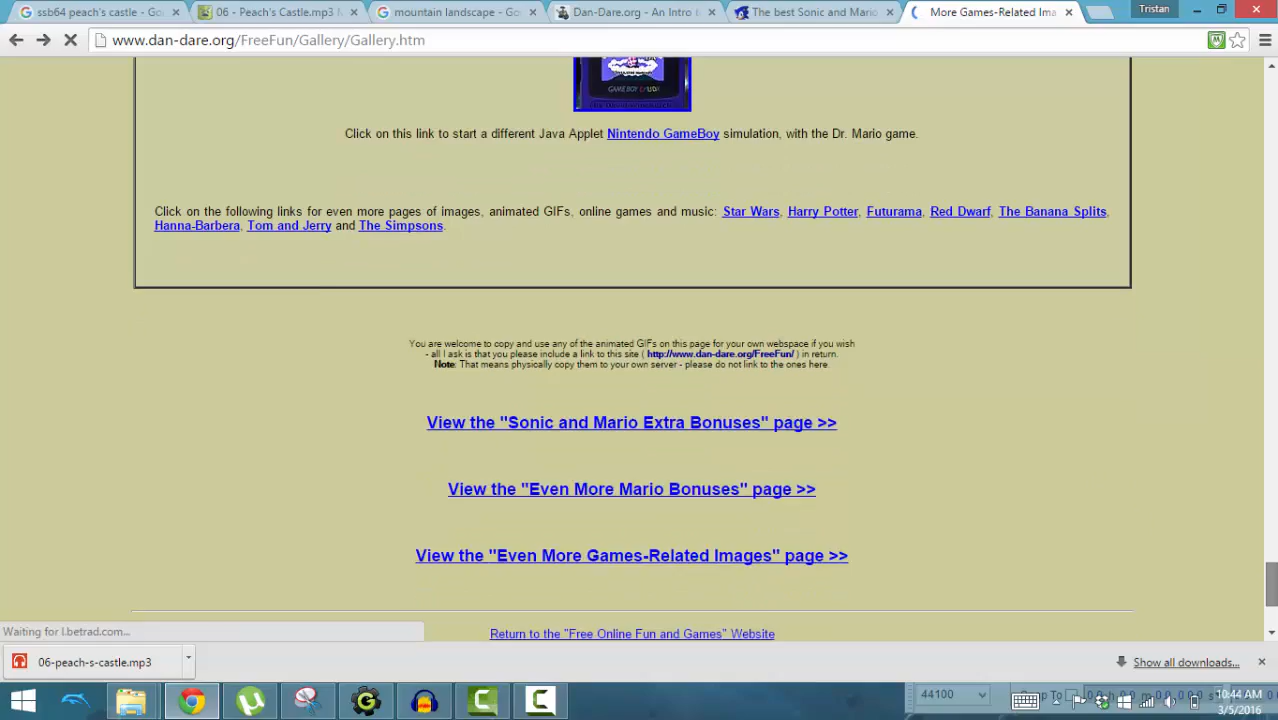 ssb64 peach's castle - Go
06 - Peach's Castle.mp3 M
mountain landscape - Go
Dan-Dare.org - An Intro t
The best Sonic and Mario
More Games-Related Ima
Tristan
www.dan-dare.org/FreeFun/Gallery/Gallery.htm
GAME BOY
Click on this link to start a different Java Applet Nintendo GameBoy simulation, with the Dr. Mario game.
Click on the following links for even more pages of images, animated GIFs, online games and music: Star Wars, Harry Potter, Futurama, Red Dwarf, The Banana Splits,
Hanna-Barbera, Tom and Jerry and The Simpsons.
You are welcome to copy and use any of the animated GIFs on this page for your own webspace if you wish
- all I ask is that you please include a link to this site ( http://www.dan-dare.org/FreeFun/ ) in return.
Note: That means physically copy them to your own server - please do not link to the ones here.
View the "Sonic and Mario Extra Bonuses" page >>
View the "Even More Mario Bonuses" page >>
View the "Even More Games-Related Images" page >>
Return to the "Free Online Fun and Games" Website
Waiting for l.betrad.com...
06-peach-s-castle.mp3
Show all downloads...
44100
10:44 AM
3/5/2016